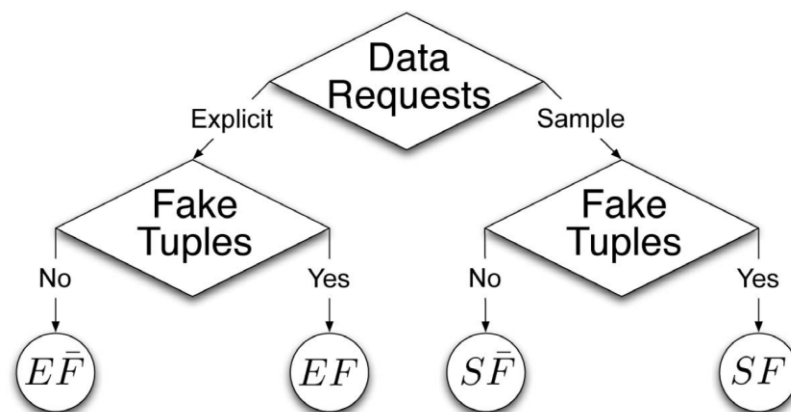 Data
Requests
Explicit
Sample
Fake
Tuples
Fake
Tuples
No
Yes
No
Yes
EF̄
EF
SF̄
SF